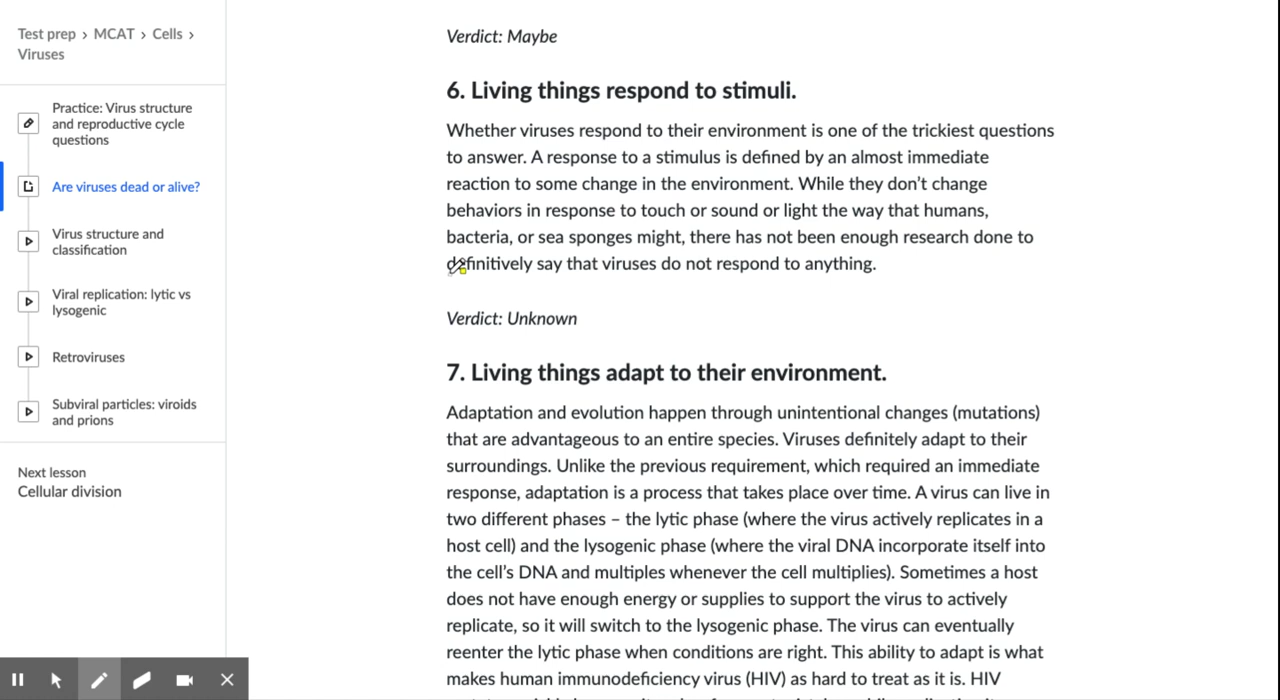 Test prep › MCAT › Cells ›
Viruses
Practice: Virus structure
and reproductive cycle
questions
Are viruses dead or alive?
Virus structure and
classification
Viral replication: lytic vs
lysogenic
Retroviruses
Subviral particles: viroids
and prions
Next lesson
Cellular division
Verdict: Maybe
6. Living things respond to stimuli.
Whether viruses respond to their environment is one of the trickiest questions
to answer. A response to a stimulus is defined by an almost immediate
reaction to some change in the environment. While they don’t change
behaviors in response to touch or sound or light the way that humans,
bacteria, or sea sponges might, there has not been enough research done to
definitively say that viruses do not respond to anything.
Verdict: Unknown
7. Living things adapt to their environment.
Adaptation and evolution happen through unintentional changes (mutations)
that are advantageous to an entire species. Viruses definitely adapt to their
surroundings. Unlike the previous requirement, which required an immediate
response, adaptation is a process that takes place over time. A virus can live in
two different phases – the lytic phase (where the virus actively replicates in a
host cell) and the lysogenic phase (where the viral DNA incorporate itself into
the cell’s DNA and multiples whenever the cell multiplies). Sometimes a host
does not have enough energy or supplies to support the virus to actively
replicate, so it will switch to the lysogenic phase. The virus can eventually
reenter the lytic phase when conditions are right. This ability to adapt is what
makes human immunodeficiency virus (HIV) as hard to treat as it is. HIV